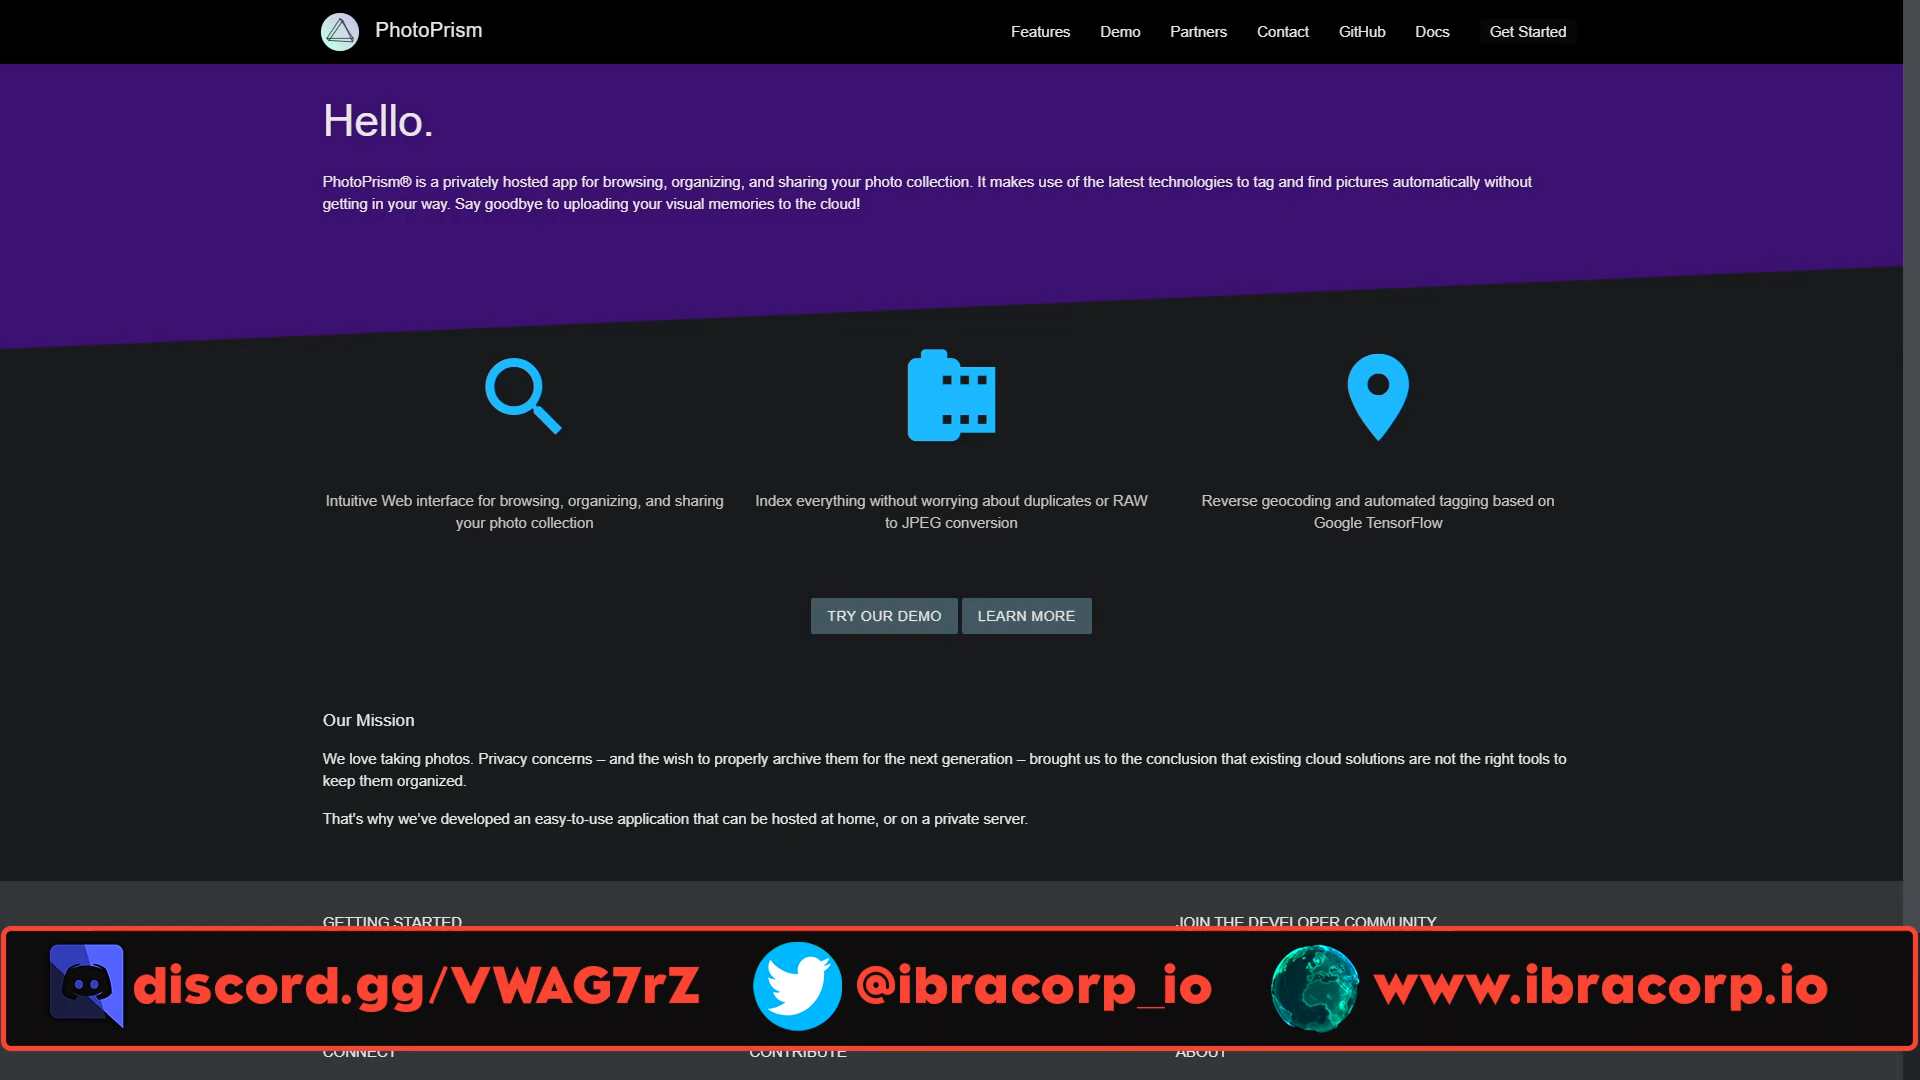 PhotoPrism
Features Demo Partners Contact GitHub Docs Get Started
Hello.
PhotoPrism® is a privately hosted app for browsing, organizing, and sharing your photo collection. It makes use of the latest technologies to tag and find pictures automatically without
getting in your way. Say goodbye to uploading your visual memories to the cloud!
Intuitive Web interface for browsing, organizing, and sharing
your photo collection
Index everything without worrying about duplicates or RAW
to JPEG conversion
Reverse geocoding and automated tagging based on
Google TensorFlow
TRY OUR DEMO LEARN MORE
Our Mission
We love taking photos. Privacy concerns – and the wish to properly archive them for the next generation – brought us to the conclusion that existing cloud solutions are not the right tools to
keep them organized.
That's why we’ve developed an easy-to-use application that can be hosted at home, or on a private server.
GETTING STARTED JOIN THE DEVELOPER COMMUNITY
discord.gg/VWAG7rZ @ibracorp_io www.ibracorp.io
CONNECT CONTRIBUTE ABOUT